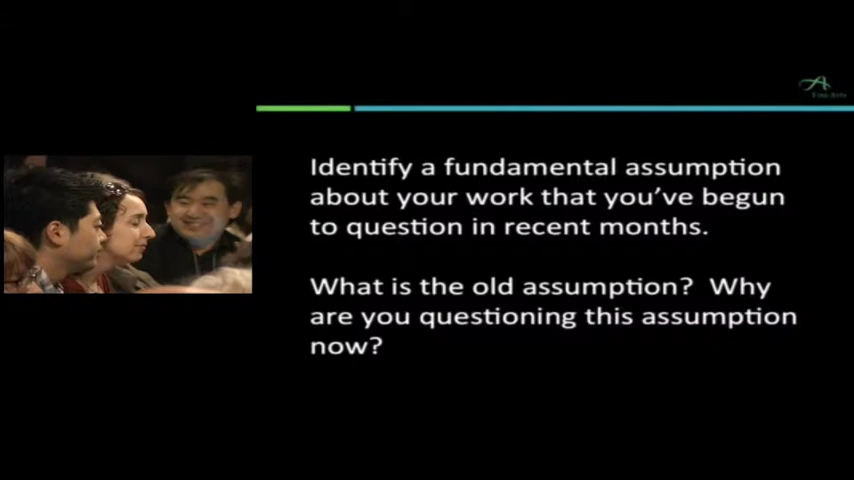 Identify a fundamental assumption
about your work that you've begun
to question in recent months.
What is the old assumption?  Why
are you questioning this assumption
now?